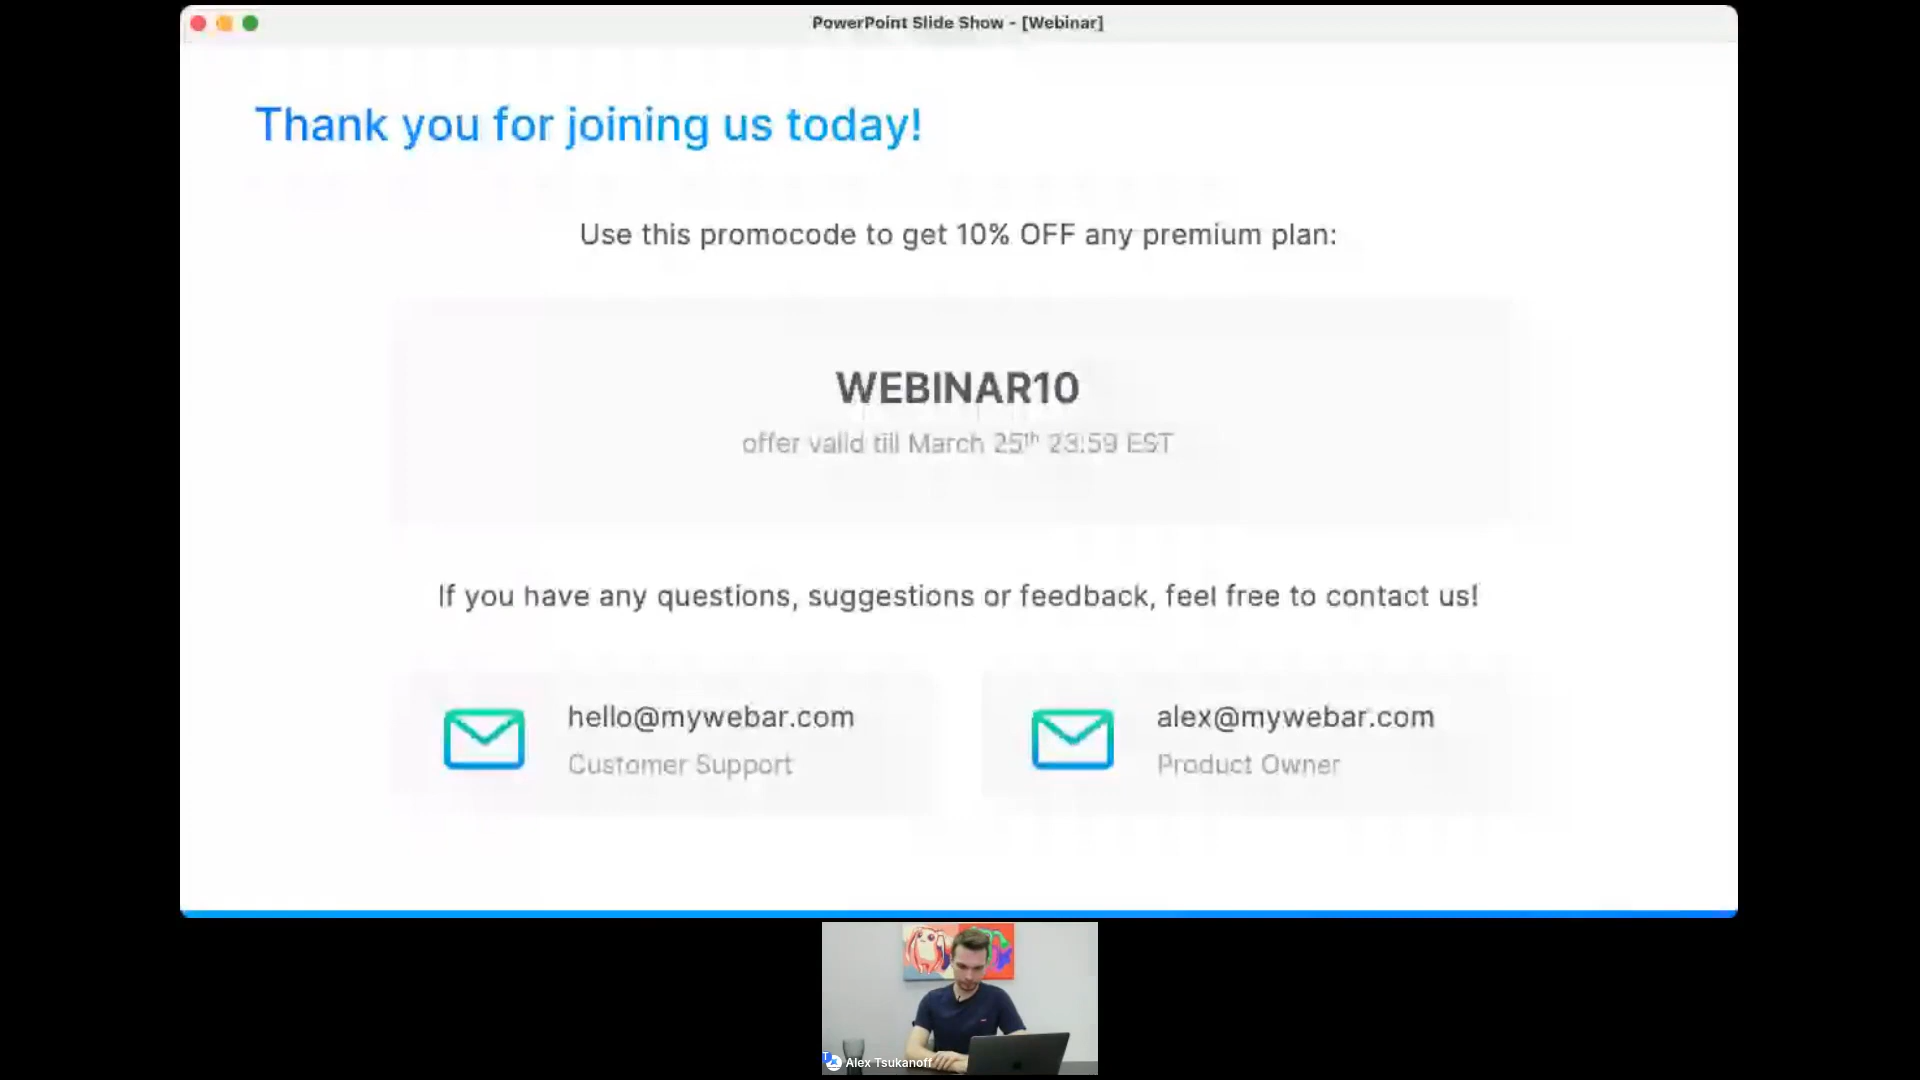 PowerPoint Slide Show - [Webinar]
Thank you for joining us today!
Use this promocode to get 10% OFF any premium plan:
WEBINAR10
offer valid till March 25th 23:59 EST
If you have any questions, suggestions or feedback, feel free to contact us!
hello@mywebar.com
Customer Support
alex@mywebar.com
Product Owner
Alex Tsukanoff